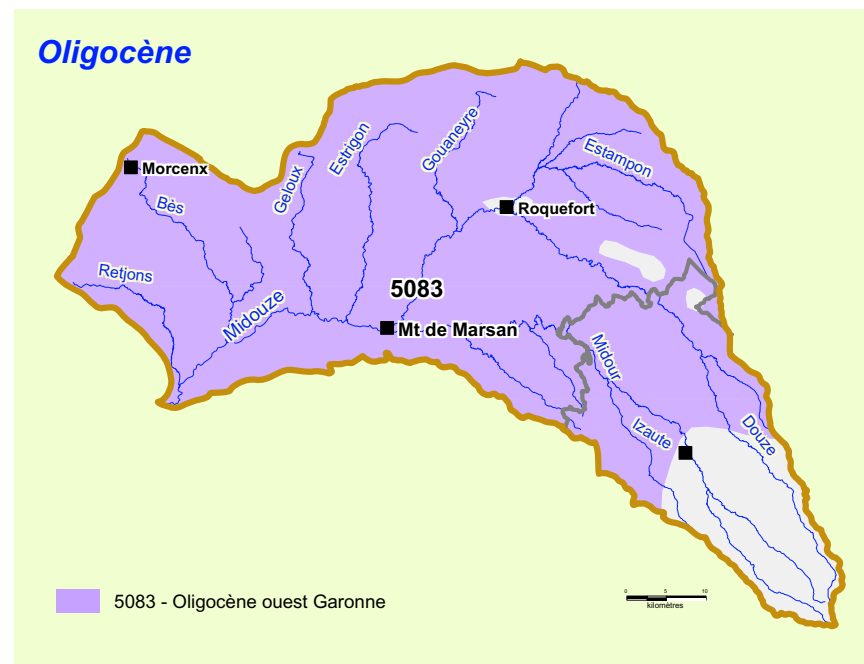 Oligocène
Morcenx
Bès
Retjons
Geloux
Estrigon
Gouaneyre
Estampon
Roquefort
5083
Midouze
Mt de Marsan
Midour
Izaute
Douze
5083 - Oligocène ouest Garonne
0 5 10
kilomètres